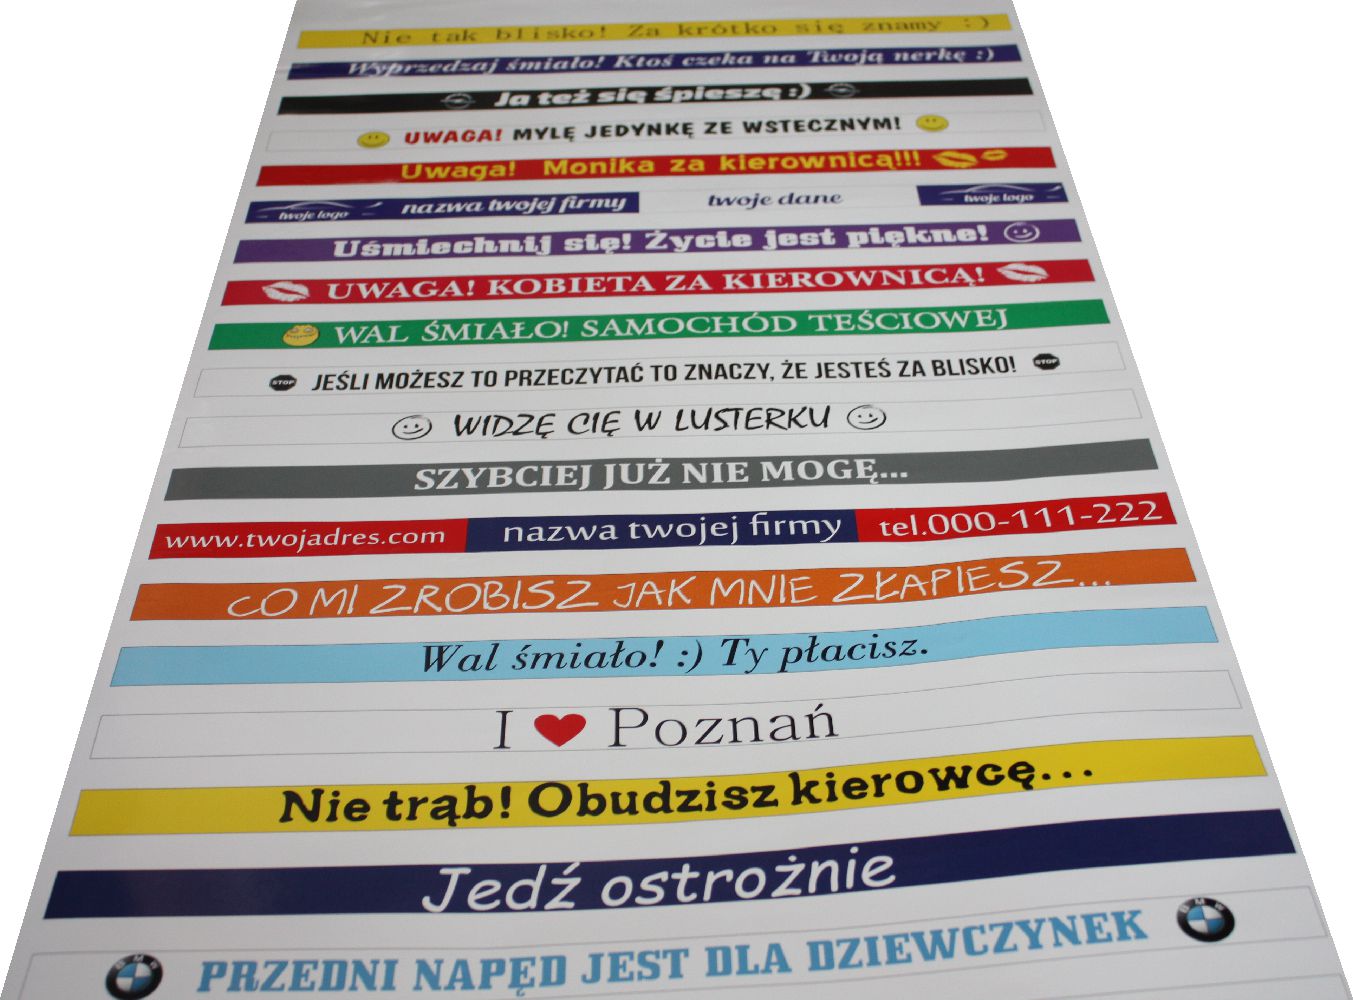 Nie tak blisko! Za krótko się znamy :)
Wyprzedzaj śmiało! Ktoś czeka na Twoją nerkę :)
Ja też się śpieszę :)
UWAGA! MYLĘ JEDYNKĘ ZE WSTECZNYM!
Uwaga! Monika za kierownicą!!!
twoje logo nazwa twojej firmy twoje dane twoje logo
Uśmiechnij się! Życie jest piękne!
UWAGA! KOBIETA ZA KIEROWNICĄ!
WAL ŚMIAŁO! SAMOCHÓD TEŚCIOWEJ
STOP JEŚLI MOŻESZ TO PRZECZYTAĆ TO ZNACZY, ŻE JESTEŚ ZA BLISKO! STOP
WIDZĘ CIĘ W LUSTERKU
SZYBCIEJ JUŻ NIE MOGĘ...
www.twojadres.com nazwa twojej firmy tel.000-111-222
CO MI ZROBISZ JAK MNIE ZŁAPIESZ...
Wal śmiało! :) Ty płacisz.
I ❤ Poznań
Nie trąb! Obudzisz kierowcę...
Jedź ostrożnie
BMW PRZEDNI NAPĘD JEST DLA DZIEWCZYNEK BMW